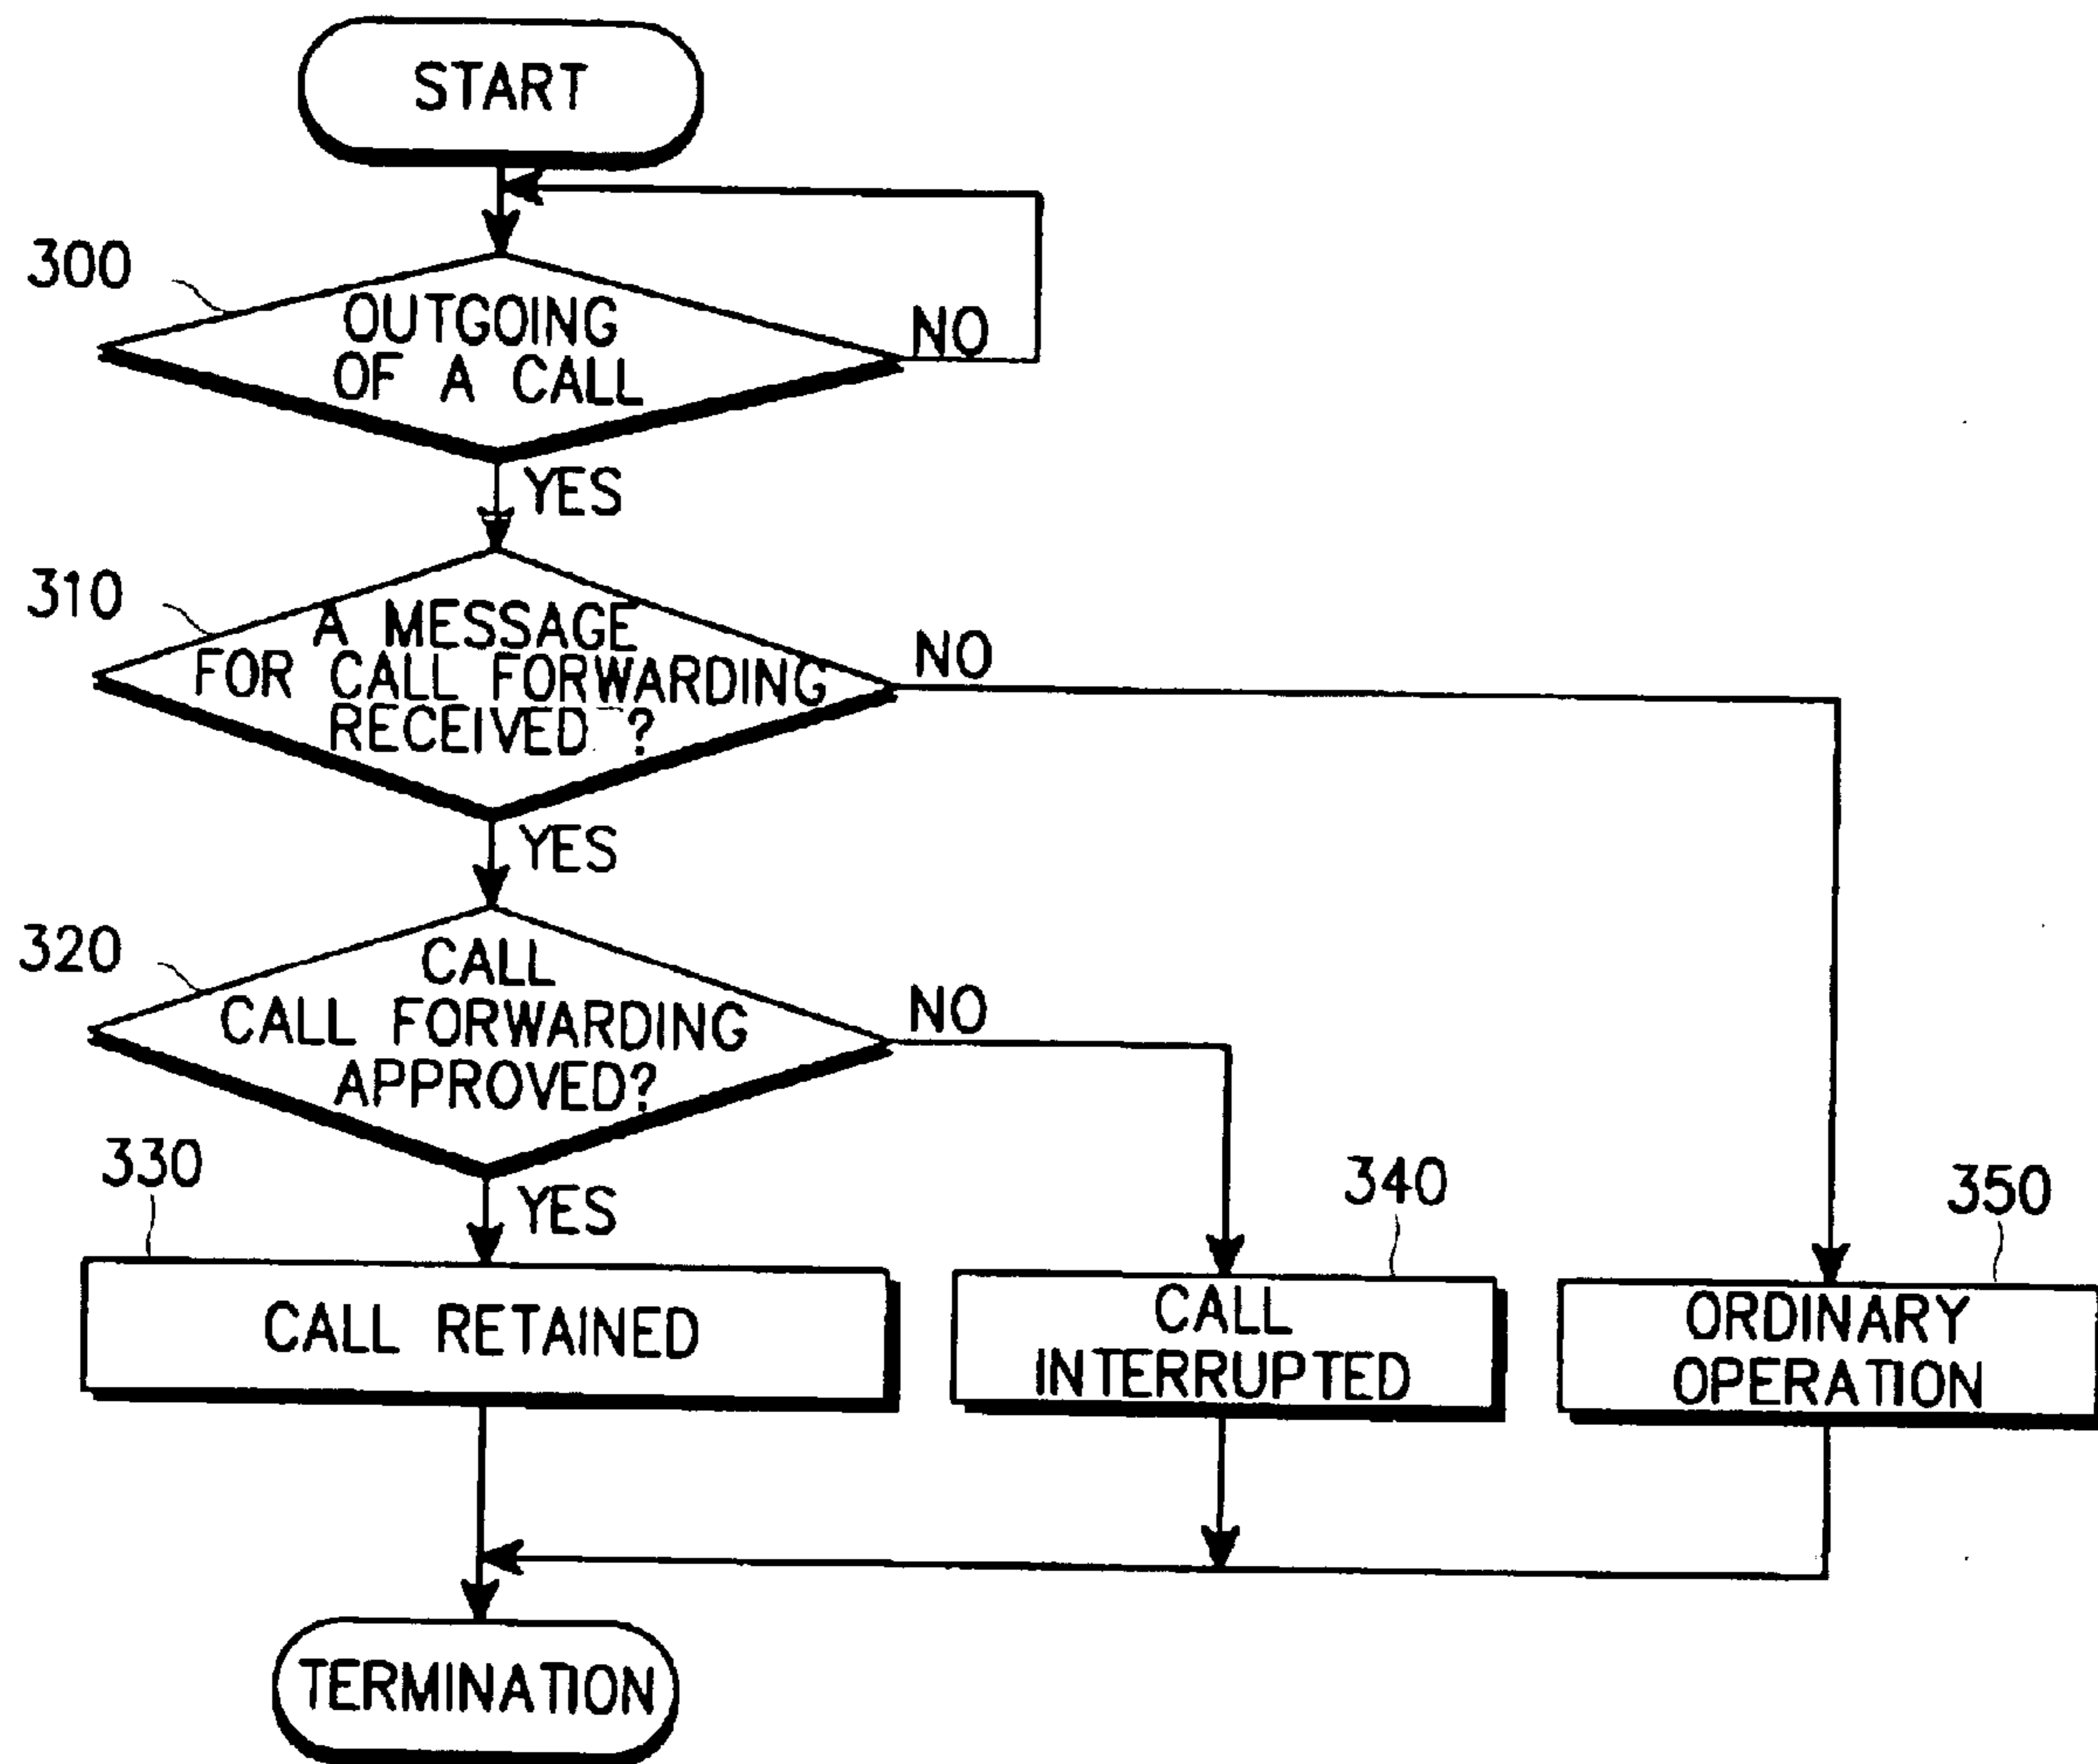 START
300
OUTGOING
OF A CALL
NO
YES
310
A MESSAGE
FOR CALL FORWARDING
RECEIVED ?
NO
YES
320
CALL
CALL FORWARDING
APPROVED?
NO
YES
330
CALL RETAINED
340
CALL
INTERRUPTED
350
ORDINARY
OPERATION
TERMINATION